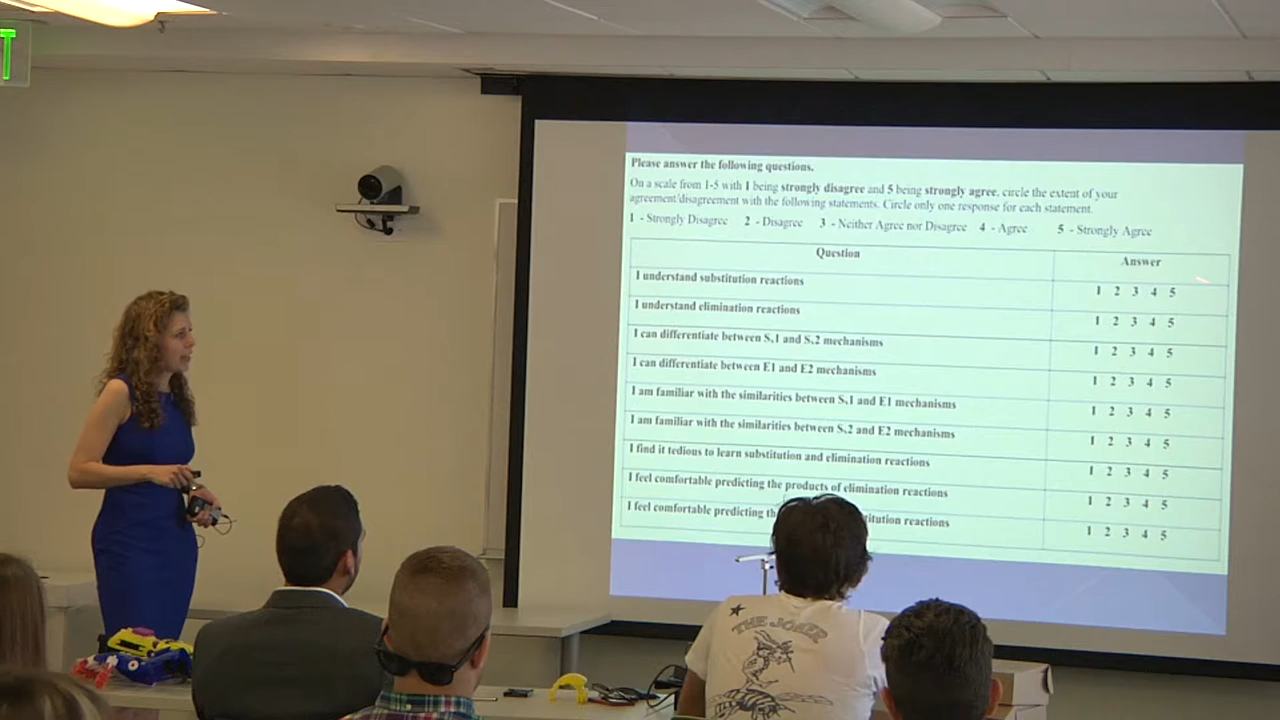 T
Please answer the following questions.
On a scale from 1-5 with 1 being strongly disagree and 5 being strongly agree, circle the extent of your
agreement/disagreement with the following statements. Circle only one response for each statement.
1 - Strongly Disagree 2 - Disagree 3 - Neither Agree nor Disagree 4 - Agree 5 - Strongly Agree
Question Answer
I understand substitution reactions 1 2 3 4 5
I understand elimination reactions 1 2 3 4 5
I can differentiate between SN1 and SN2 mechanisms 1 2 3 4 5
I can differentiate between E1 and E2 mechanisms 1 2 3 4 5
I am familiar with the similarities between SN1 and E1 mechanisms 1 2 3 4 5
I am familiar with the similarities between SN2 and E2 mechanisms 1 2 3 4 5
I find it tedious to learn substitution and elimination reactions 1 2 3 4 5
I feel comfortable predicting the products of elimination reactions 1 2 3 4 5
I feel comfortable predicting th itution reactions 1 2 3 4 5
THE JOKER